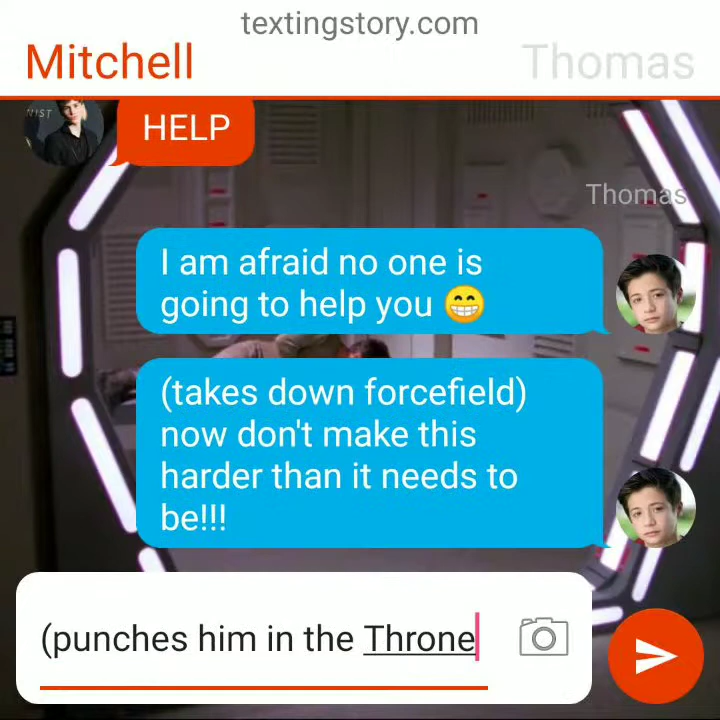 textingstory.com
Mitchell
Thomas
NIST
HELP
Thomas
I am afraid no one is
going to help you 😁
(takes down forcefield)
now don't make this
harder than it needs to
be!!!
(punches him in the Throne